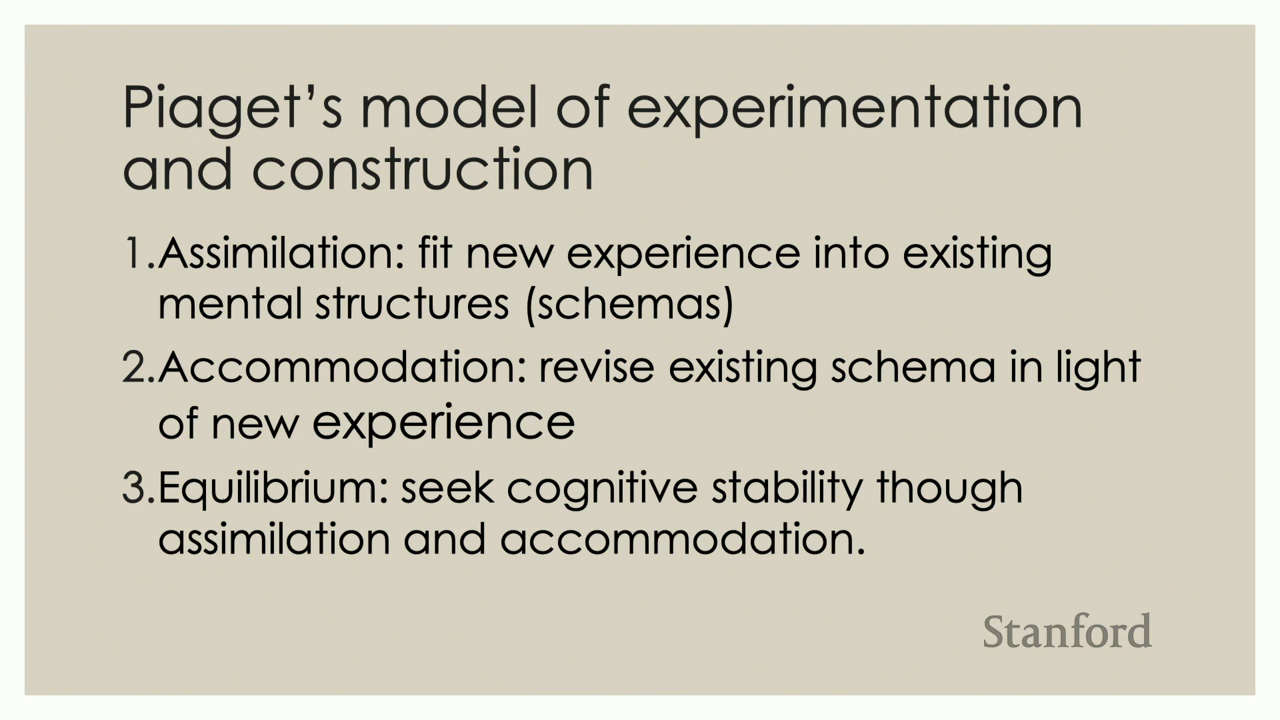 Piaget’s model of experimentation
and construction
1.Assimilation: fit new experience into existing
mental structures (schemas)
2.Accommodation: revise existing schema in light
of new experience
3.Equilibrium: seek cognitive stability though
assimilation and accommodation.
Stanford